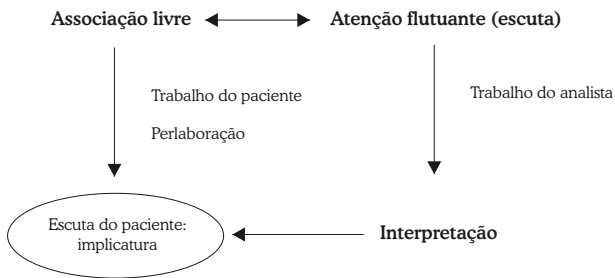 Associação livre
Atenção flutuante (escuta)
Trabalho do paciente
Perlaboração
Trabalho do analista
Escuta do paciente:
implicatura
Interpretação